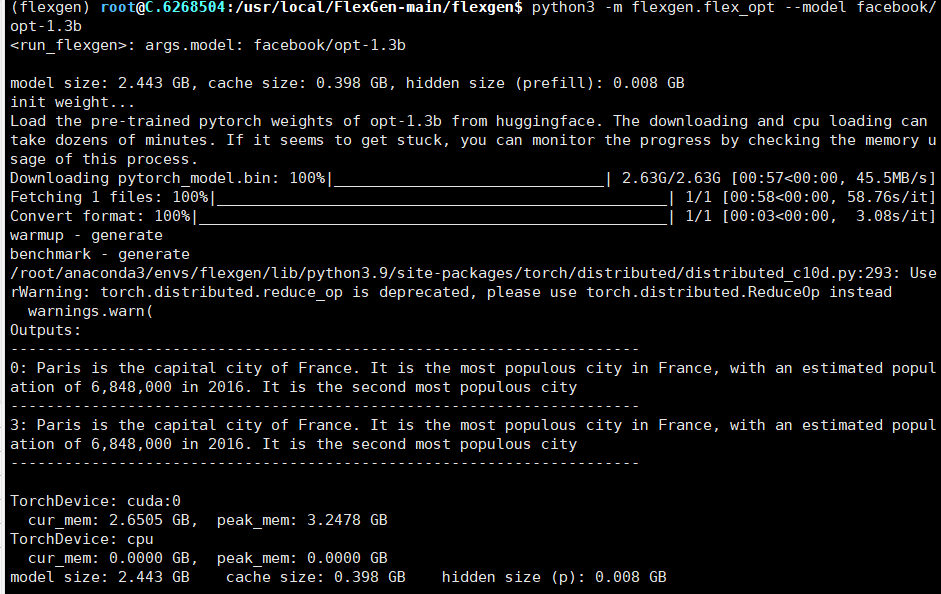 (flexgen) root@C.6268504:/usr/local/FlexGen-main/flexgen$ python3 -m flexgen.flex_opt --model facebook/
opt-1.3b
<run_flexgen>: args.model: facebook/opt-1.3b
model size: 2.443 GB, cache size: 0.398 GB, hidden size (prefill): 0.008 GB
init weight...
Load the pre-trained pytorch weights of opt-1.3b from huggingface. The downloading and cpu loading can
take dozens of minutes. If it seems to get stuck, you can monitor the progress by checking the memory u
sage of this process.
Downloading pytorch_model.bin: 100%|______________________________| 2.63G/2.63G [00:57<00:00, 45.5MB/s]
Fetching 1 files: 100%|__________________________________________________| 1/1 [00:58<00:00, 58.76s/it]
Convert format: 100%|____________________________________________________| 1/1 [00:03<00:00,  3.08s/it]
warmup - generate
benchmark - generate
/root/anaconda3/envs/flexgen/lib/python3.9/site-packages/torch/distributed/distributed_c10d.py:293: Use
rWarning: torch.distributed.reduce_op is deprecated, please use torch.distributed.ReduceOp instead
  warnings.warn(
Outputs:
----------------------------------------------------------------------
0: Paris is the capital city of France. It is the most populous city in France, with an estimated popul
ation of 6,848,000 in 2016. It is the second most populous city
----------------------------------------------------------------------
3: Paris is the capital city of France. It is the most populous city in France, with an estimated popul
ation of 6,848,000 in 2016. It is the second most populous city
----------------------------------------------------------------------
TorchDevice: cuda:0
  cur_mem: 2.6505 GB,  peak_mem: 3.2478 GB
TorchDevice: cpu
  cur_mem: 0.0000 GB,  peak_mem: 0.0000 GB
model size: 2.443 GB    cache size: 0.398 GB    hidden size (p): 0.008 GB